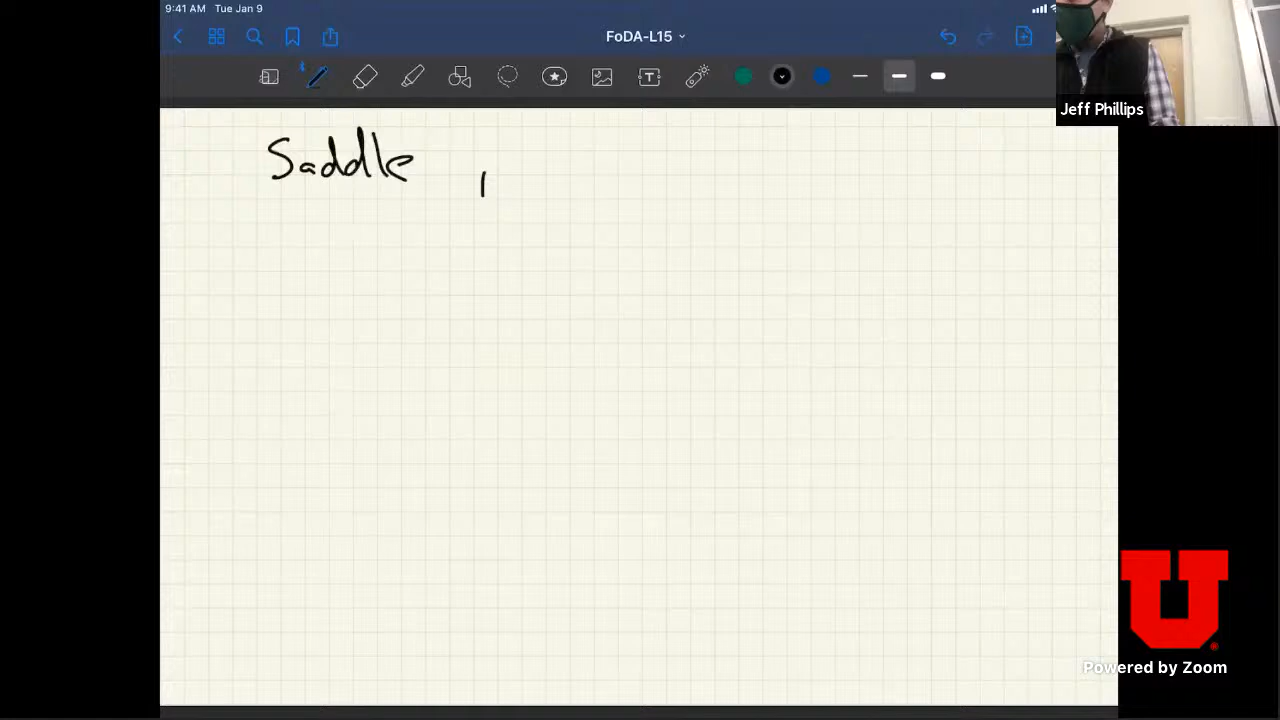 9:41 AM Tue Jan 9
FoDA-L15
T
Jeff Phillips
Saddle
U
Powered by Zoom